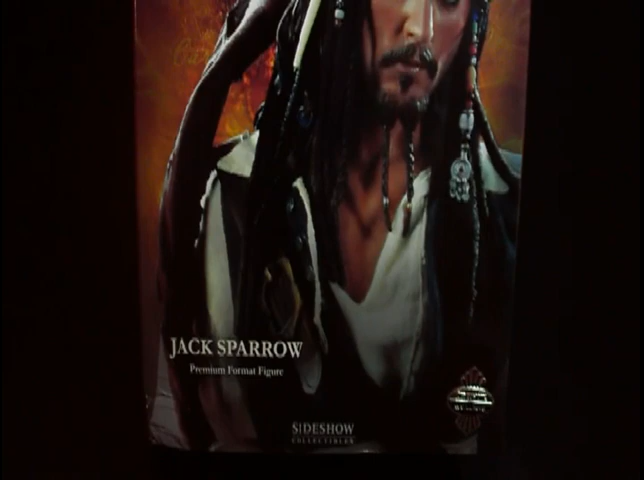 JACK SPARROW
Premium Format Figure
SIDESHOW
COLLECTIBLES